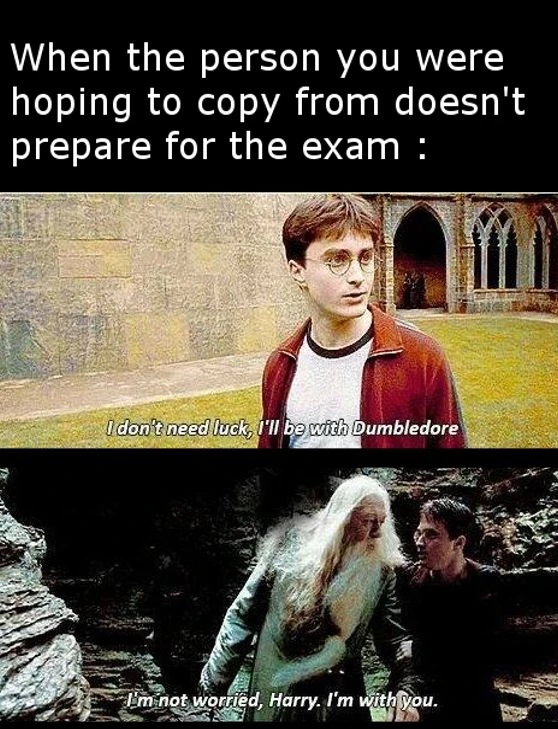 When the person you were
hoping to copy from doesn't
prepare for the exam :
I don't need luck, I'll be with Dumbledore
I'm not worried, Harry. I'm with you.